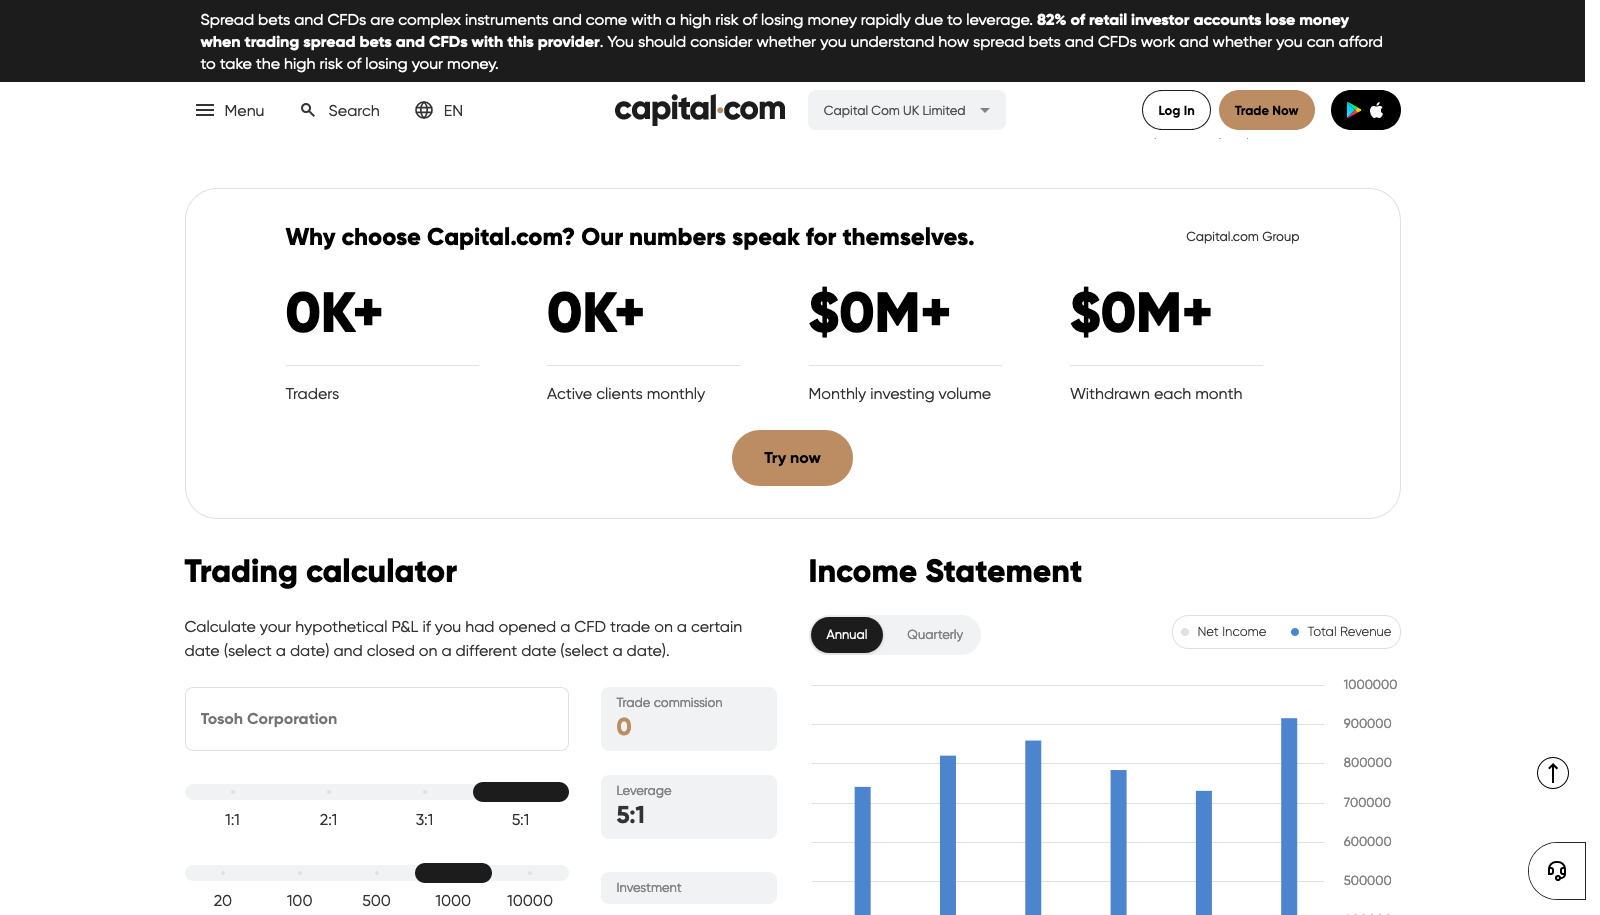 Spread bets and CFDs are complex instruments and come with a high risk of losing money rapidly due to leverage. 82% of retail investor accounts lose money
when trading spread bets and CFDs with this provider. You should consider whether you understand how spread bets and CFDs work and whether you can afford
to take the high risk of losing your money.
Menu Search EN capital.com Capital Com UK Limited Log In Trade Now
Why choose Capital.com? Our numbers speak for themselves. Capital.com Group
0K+ 0K+ $0M+ $0M+
Traders Active clients monthly Monthly investing volume Withdrawn each month
Try now
Trading calculator
Calculate your hypothetical P&L if you had opened a CFD trade on a certain
date (select a date) and closed on a different date (select a date).
Tosoh Corporation
Trade commission
0
1:1 2:1 3:1 5:1
Leverage
5:1
20 100 500 1000 10000
Investment
Income Statement
Annual Quarterly
Net Income Total Revenue
1000000
900000
800000
700000
600000
500000